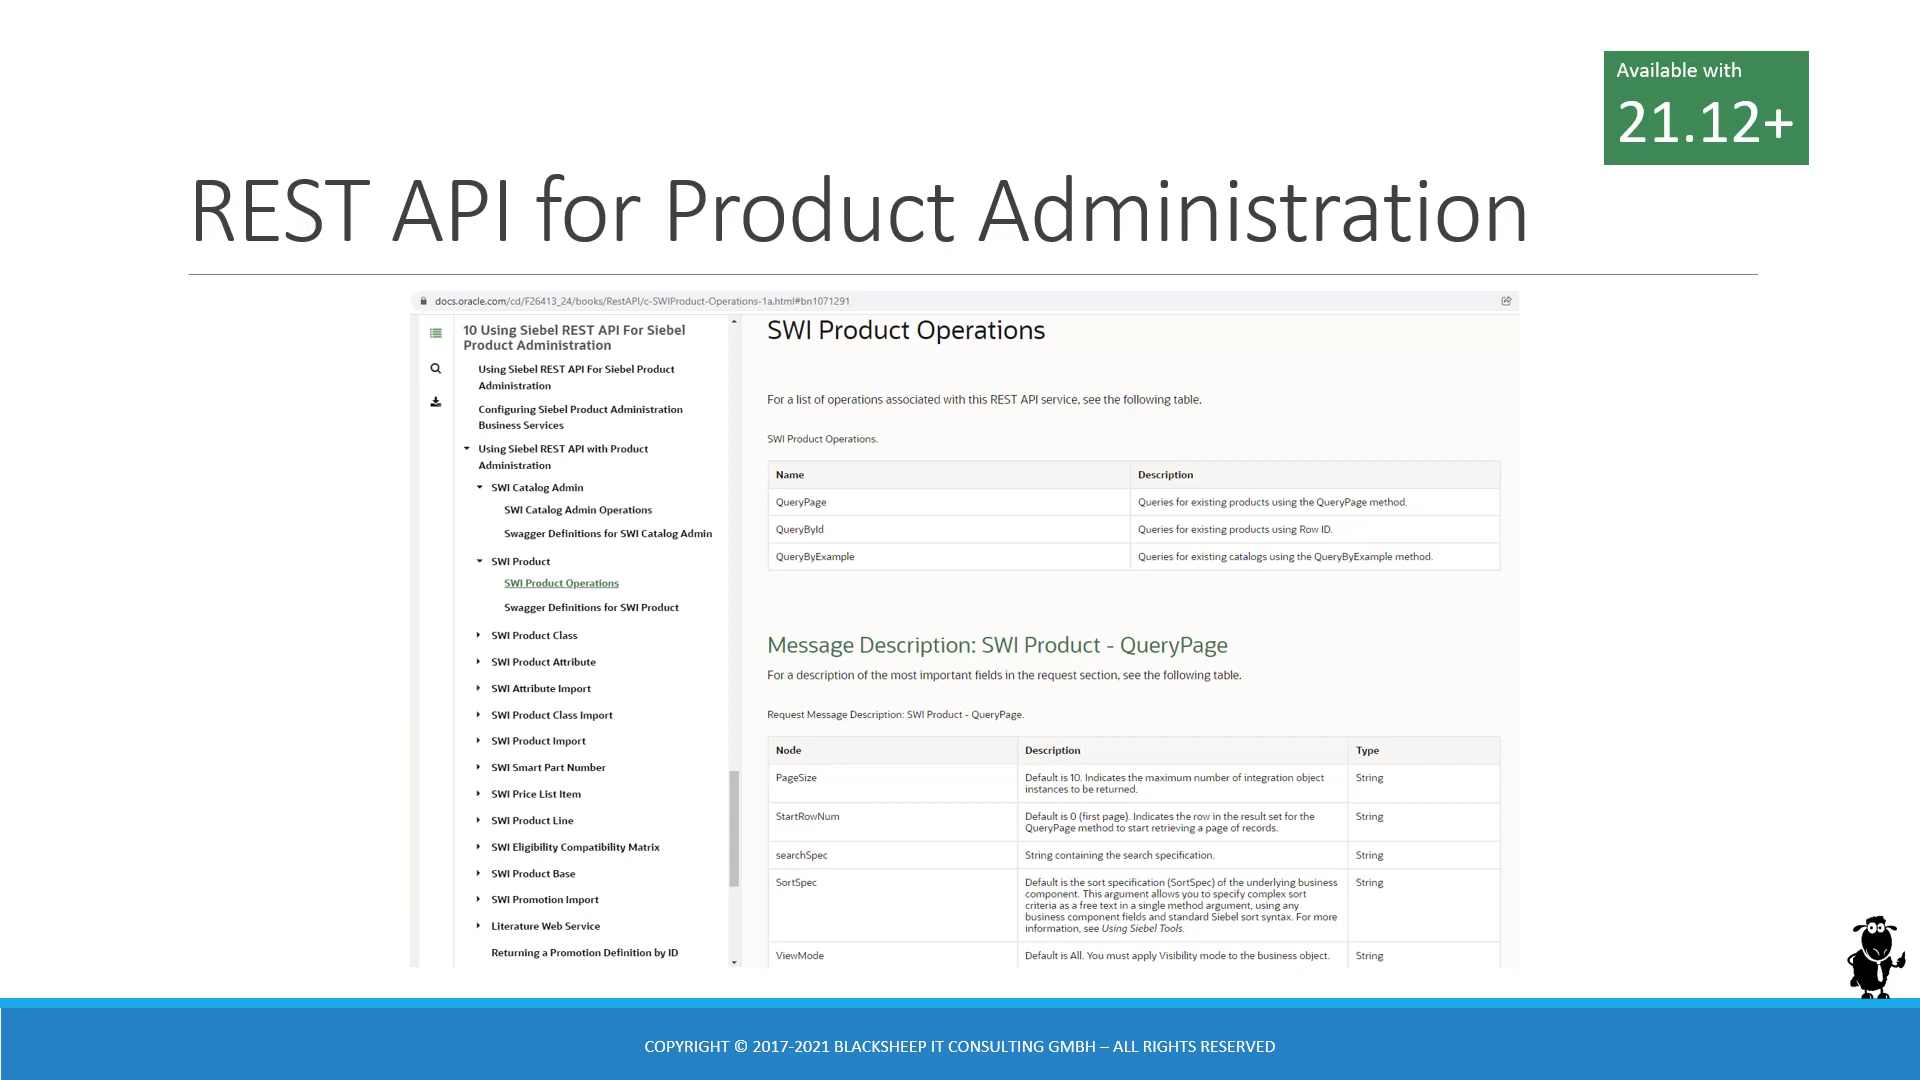 Available with
21.12+
REST API for Product Administration
docs.oracle.com/cd/F26413_24/books/RestAPI/c-SWIProduct-Operations-1a.html#bn1071291
10 Using Siebel REST API For Siebel
Product Administration
Using Siebel REST API For Siebel Product
Administration
Configuring Siebel Product Administration
Business Services
Using Siebel REST API with Product
Administration
SWI Catalog Admin
SWI Catalog Admin Operations
Swagger Definitions for SWI Catalog Admin
SWI Product
SWI Product Operations
Swagger Definitions for SWI Product
SWI Product Class
SWI Product Attribute
SWI Attribute Import
SWI Product Class Import
SWI Product Import
SWI Smart Part Number
SWI Price List Item
SWI Product Line
SWI Eligibility Compatibility Matrix
SWI Product Base
SWI Promotion Import
Literature Web Service
Returning a Promotion Definition by ID
SWI Product Operations
For a list of operations associated with this REST API service, see the following table.
SWI Product Operations.
Name Description
QueryPage Queries for existing products using the QueryPage method.
QueryById Queries for existing products using Row ID.
QueryByExample Queries for existing catalogs using the QueryByExample method.
Message Description: SWI Product - QueryPage
For a description of the most important fields in the request section, see the following table.
Request Message Description: SWI Product - QueryPage.
Node Description Type
PageSize Default is 10. Indicates the maximum number of integration object String
instances to be returned.
StartRowNum Default is 0 (first page). Indicates the row in the result set for the String
QueryPage method to start retrieving a page of records.
searchSpec String containing the search specification. String
SortSpec Default is the sort specification (SortSpec) of the underlying business String
component. This argument allows you to specify complex sort
criteria as a free text in a single method argument, using any
business component fields and standard Siebel sort syntax. For more
information, see Using Siebel Tools.
ViewMode Default is All. You must apply Visibility mode to the business object. String
COPYRIGHT © 2017-2021 BLACKSHEEP IT CONSULTING GMBH – ALL RIGHTS RESERVED